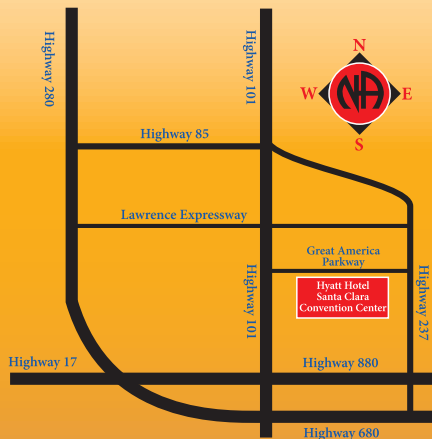 Highway 280
Highway 101
N
W
NA
E
S
Highway 85
Lawrence Expressway
Great America
Parkway
Hyatt Hotel
Santa Clara
Convention Center
Highway 101
Highway 237
Highway 17
Highway 880
Highway 680